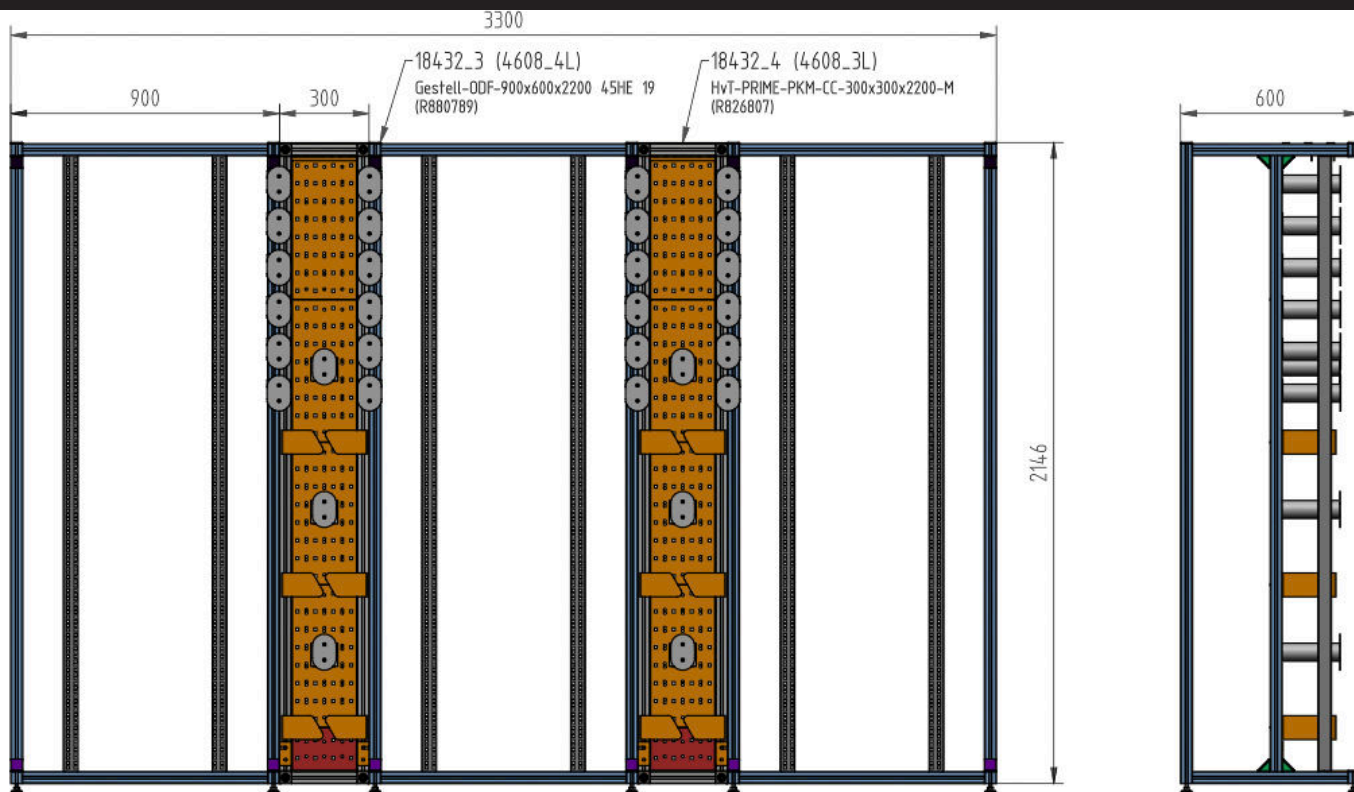 3300
18432_3 (4608_4L)
Gestell-ODF-900x600x2200 45HE 19
(R880789)
18432_4 (4608_3L)
HvT-PRIME-PKM-CC-300x300x2200-M
(R826807)
900
300
600
2146